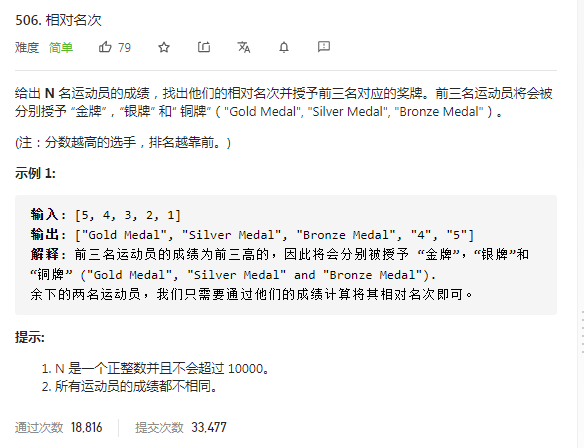 506. 相对名次
难度 简单 79
给出 N 名运动员的成绩，找出他们的相对名次并授予前三名对应的奖牌。前三名运动员将会被
分别授予 “金牌”，“银牌” 和“ 铜牌”（"Gold Medal", "Silver Medal", "Bronze Medal"）。
(注：分数越高的选手，排名越靠前。)
示例 1:
输入: [5, 4, 3, 2, 1]
输出: ["Gold Medal", "Silver Medal", "Bronze Medal", "4", "5"]
解释: 前三名运动员的成绩为前三高的，因此将会分别被授予 “金牌”，“银牌”和
“铜牌” ("Gold Medal", "Silver Medal" and "Bronze Medal").
余下的两名运动员，我们只需要通过他们的成绩计算将其相对名次即可。
提示:
1. N 是一个正整数并且不会超过 10000。
2. 所有运动员的成绩都不相同。
通过次数 18,816 提交次数 33,477